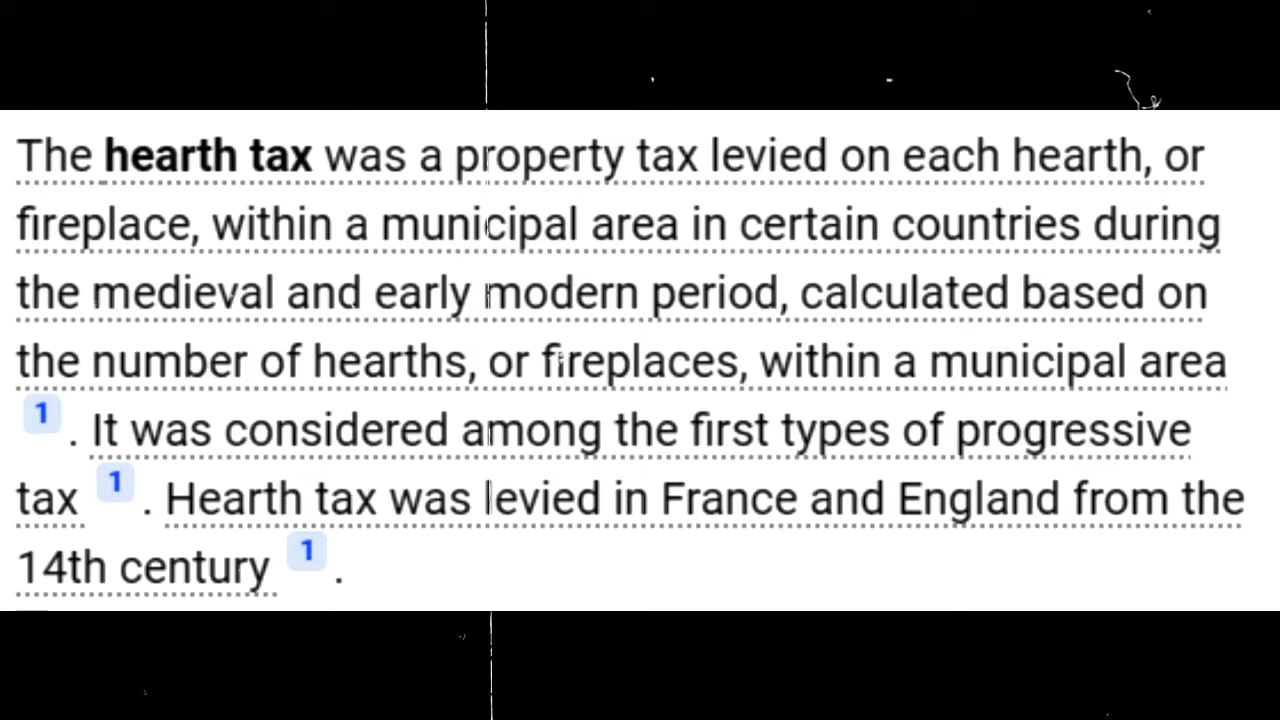 The hearth tax was a property tax levied on each hearth, or
fireplace, within a municipal area in certain countries during
the medieval and early modern period, calculated based on
the number of hearths, or fireplaces, within a municipal area
1 . It was considered among the first types of progressive
tax 1 . Hearth tax was levied in France and England from the
14th century 1 .